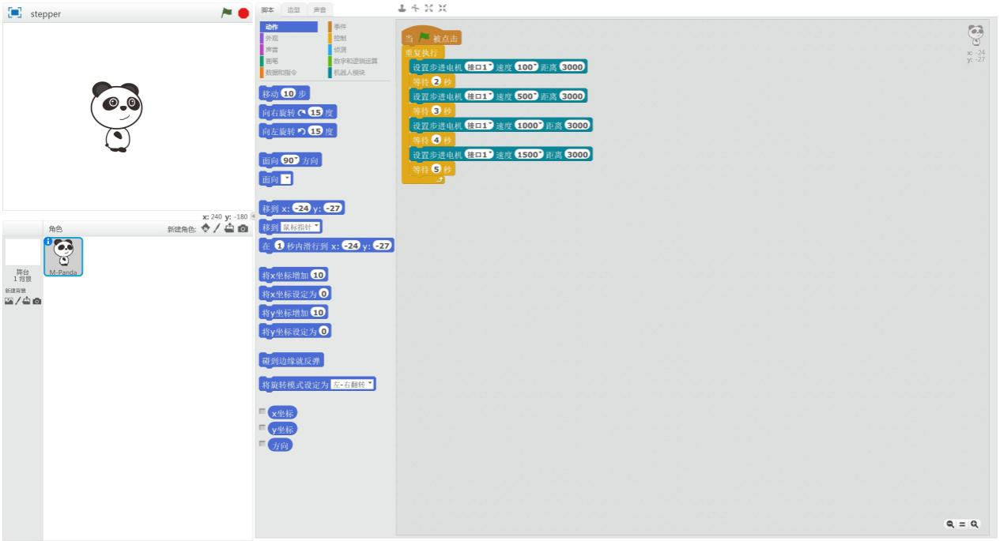 stepper
x: 240 y: -180
角色
新建角色:
M-Panda
舞台
1 背景
新建背景
脚本 造型 声音
动作 事件
外观 控制
声音 侦测
画笔 数字和逻辑运算
数据和指令 机器人模块
移动 10 步
向右旋转 15 度
向左旋转 15 度
面向 90 方向
面向
移到 x: -24 y: -27
移到 鼠标指针
在 1 秒内滑行到 x: -24 y: -27
将x坐标增加 10
将x坐标设定为 0
将y坐标增加 10
将y坐标设定为 0
碰到边缘就反弹
将旋转模式设定为 左-右翻转
x坐标
y坐标
方向
当 被点击
重复执行
设置步进电机 接口1 速度 100 距离 3000
等待 2 秒
设置步进电机 接口1 速度 500 距离 3000
等待 3 秒
设置步进电机 接口1 速度 1000 距离 3000
等待 4 秒
设置步进电机 接口1 速度 1500 距离 3000
等待 5 秒
x: -24
y: -27